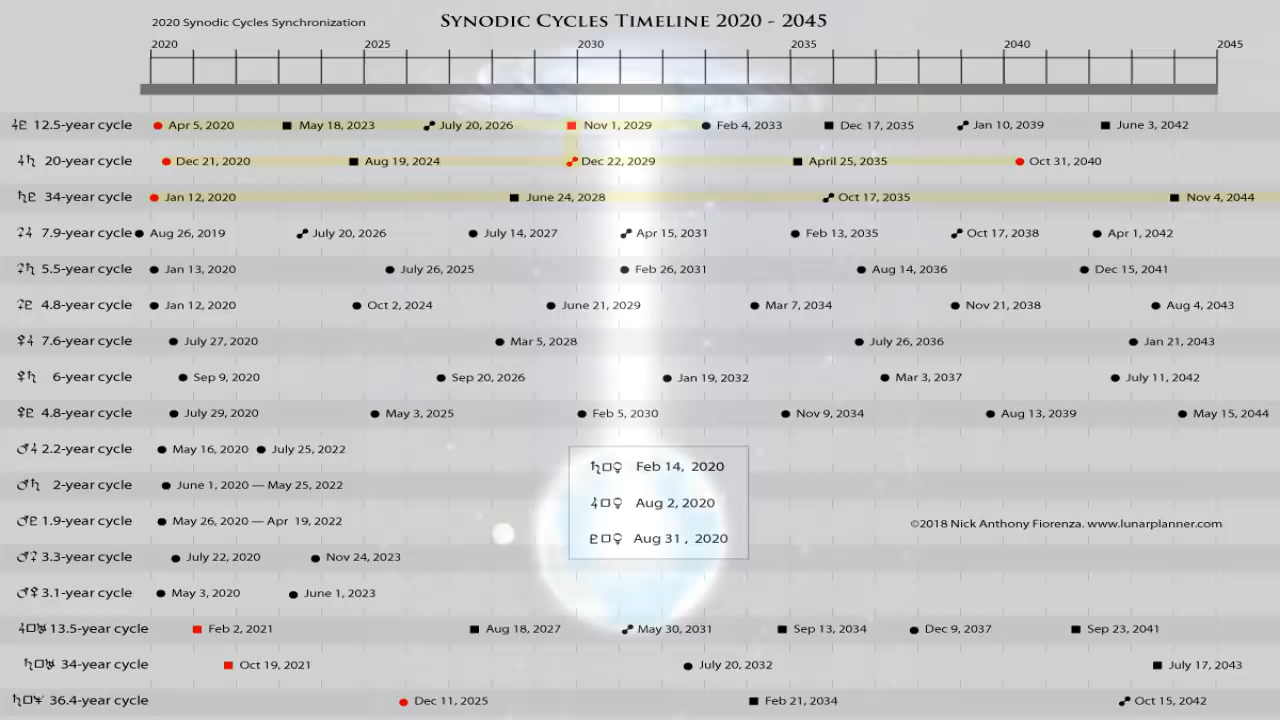 2020 Synodic Cycles Synchronization
Synodic Cycles Timeline 2020 - 2045
2020 2025 2030 2035 2040 2045
♃♇ 12.5-year cycle Apr 5, 2020 May 18, 2023 July 20, 2026 Nov 1, 2029 Feb 4, 2033 Dec 17, 2035 Jan 10, 2039 June 3, 2042
♃♄ 20-year cycle Dec 21, 2020 Aug 19, 2024 Dec 22, 2029 April 25, 2035 Oct 31, 2040
♄♇ 34-year cycle Jan 12, 2020 June 24, 2028 Oct 17, 2035 Nov 4, 2044
⚳♃ 7.9-year cycle Aug 26, 2019 July 20, 2026 July 14, 2027 Apr 15, 2031 Feb 13, 2035 Oct 17, 2038 Apr 1, 2042
⚳♄ 5.5-year cycle Jan 13, 2020 July 26, 2025 Feb 26, 2031 Aug 14, 2036 Dec 15, 2041
⚳♇ 4.8-year cycle Jan 12, 2020 Oct 2, 2024 June 21, 2029 Mar 7, 2034 Nov 21, 2038 Aug 4, 2043
⚴♃ 7.6-year cycle July 27, 2020 Mar 5, 2028 July 26, 2036 Jan 21, 2043
⚴♄ 6-year cycle Sep 9, 2020 Sep 20, 2026 Jan 19, 2032 Mar 3, 2037 July 11, 2042
⚴♇ 4.8-year cycle July 29, 2020 May 3, 2025 Feb 5, 2030 Nov 9, 2034 Aug 13, 2039 May 15, 2044
♂♃ 2.2-year cycle May 16, 2020 July 25, 2022
♄□♀ Feb 14, 2020
♂♄ 2-year cycle June 1, 2020 — May 25, 2022
♃□♀ Aug 2, 2020
♂♇ 1.9-year cycle May 26, 2020 — Apr 19, 2022
©2018 Nick Anthony Fiorenza. www.lunarplanner.com
♇□♀ Aug 31, 2020
♂⚳ 3.3-year cycle July 22, 2020 Nov 24, 2023
♂⚴ 3.1-year cycle May 3, 2020 June 1, 2023
♃□♅ 13.5-year cycle Feb 2, 2021 Aug 18, 2027 May 30, 2031 Sep 13, 2034 Dec 9, 2037 Sep 23, 2041
♄□♅ 34-year cycle Oct 19, 2021 July 20, 2032 July 17, 2043
♄□♆ 36.4-year cycle Dec 11, 2025 Feb 21, 2034 Oct 15, 2042